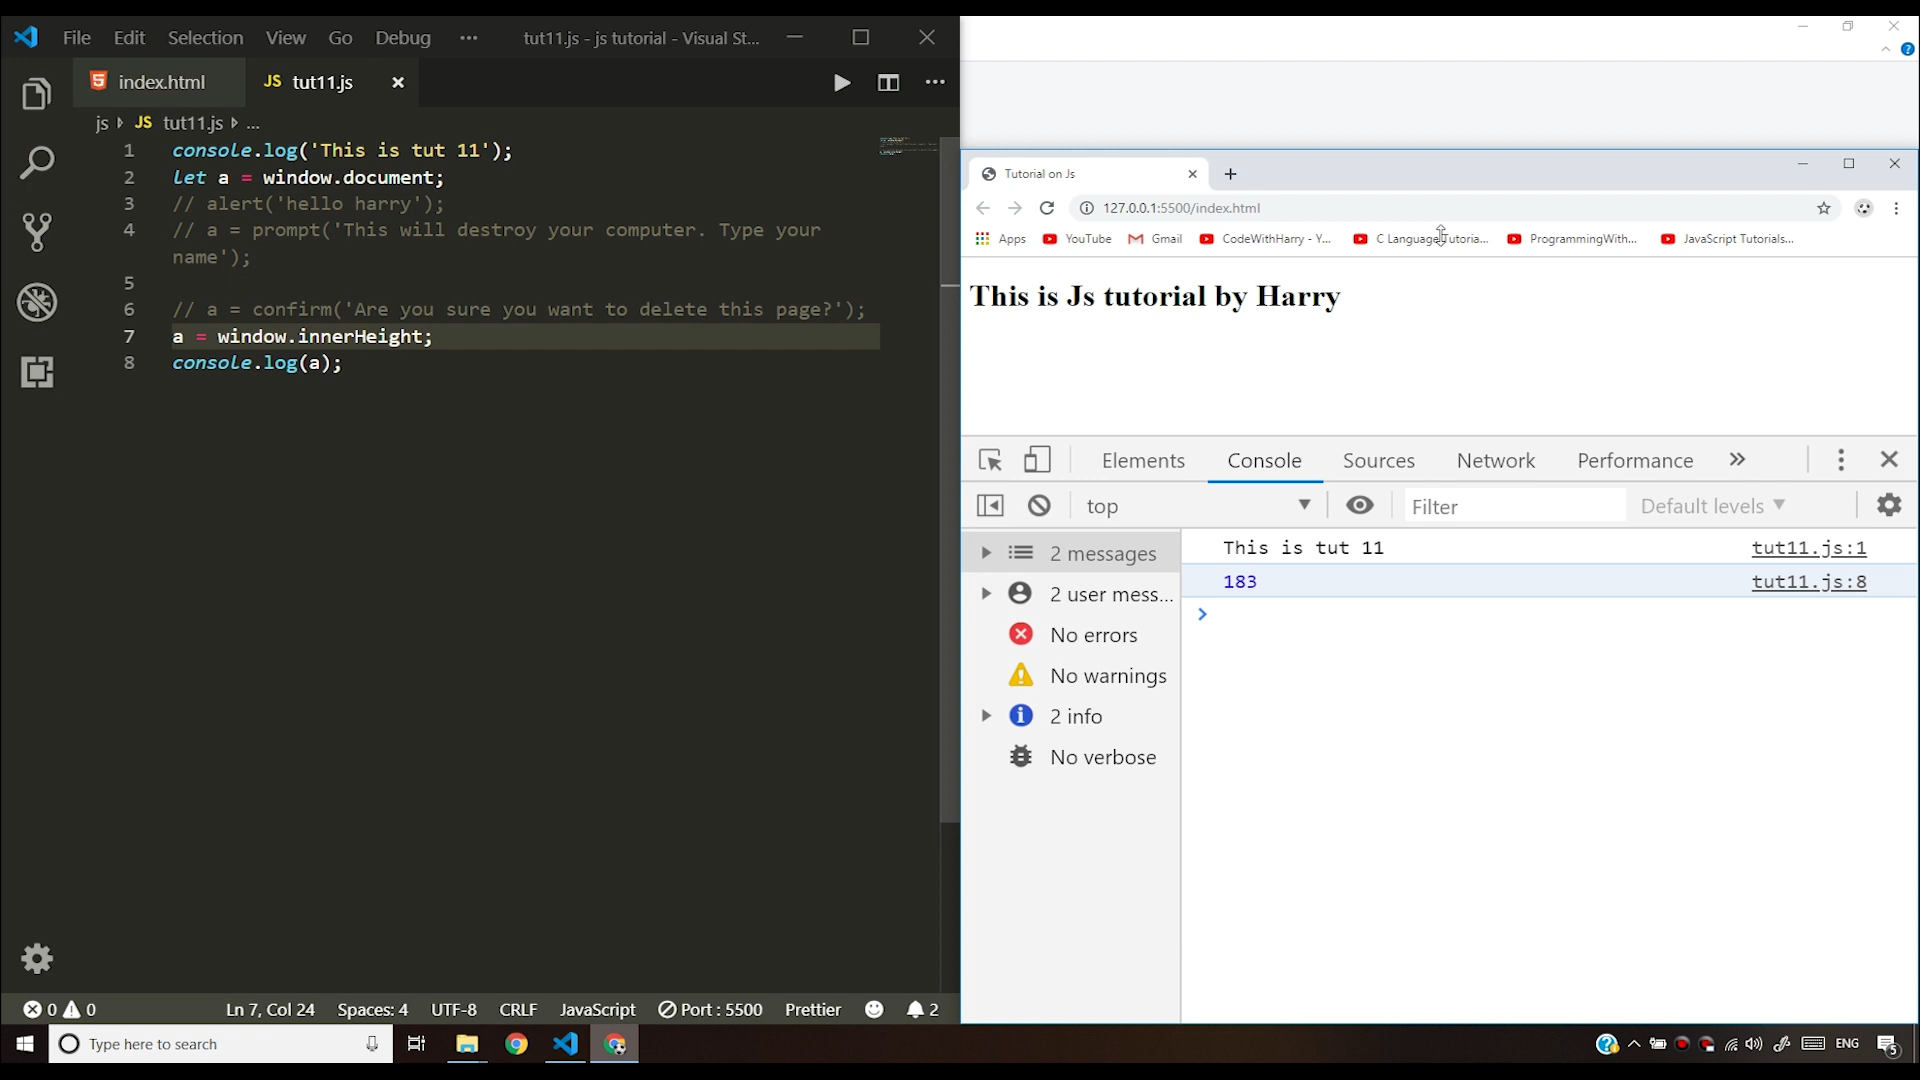 File Edit Selection View Go Debug ··· tut11.js - js tutorial - Visual St...
index.html JS tut11.js
js JS tut11.js ...
1 console.log('This is tut 11');
2 let a = window.document;
3 // alert('hello harry');
4 // a = prompt('This will destroy your computer. Type your
name');
5
6 // a = confirm('Are you sure you want to delete this page?');
7 a = window.innerHeight;
8 console.log(a);
0 0 Ln 7, Col 24 Spaces: 4 UTF-8 CRLF JavaScript Port : 5500 Prettier 2
Tutorial on Js
127.0.0.1:5500/index.html
Apps YouTube Gmail CodeWithHarry - Y... C Language Tutoria... ProgrammingWith... JavaScript Tutorials...
This is Js tutorial by Harry
Elements Console Sources Network Performance »
top Filter Default levels
2 messages
2 user mess...
No errors
No warnings
2 info
No verbose
This is tut 11 tut11.js:1
183 tut11.js:8
Type here to search
ENG 5